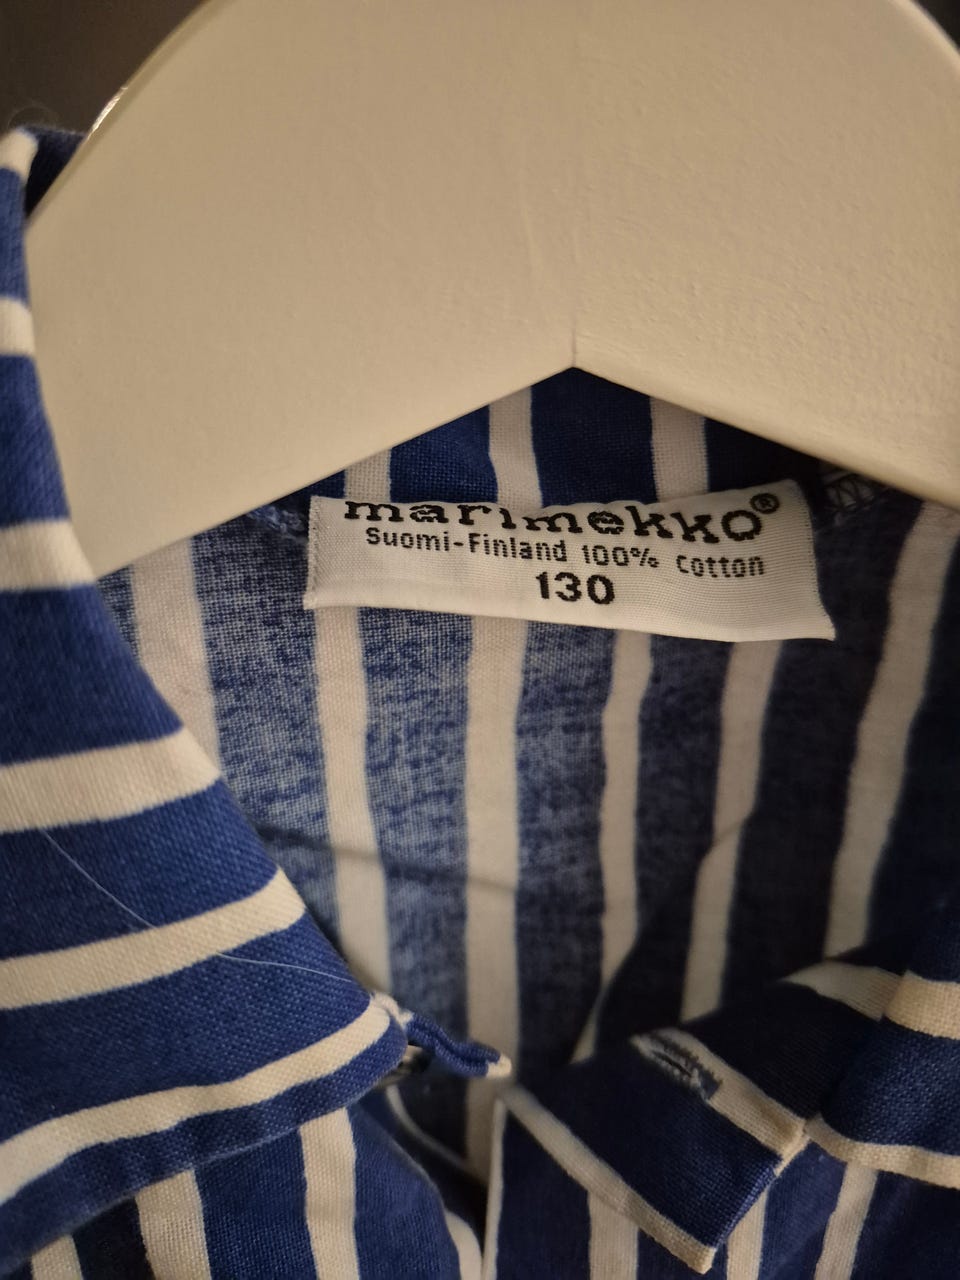 marimekko®
Suomi-Finland 100% cotton
130